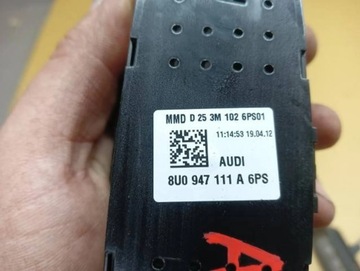 MMD D 25 3M 102 6PS01
11:14:53 19.04.12
AUDI
8U0 947 111 A 6PS